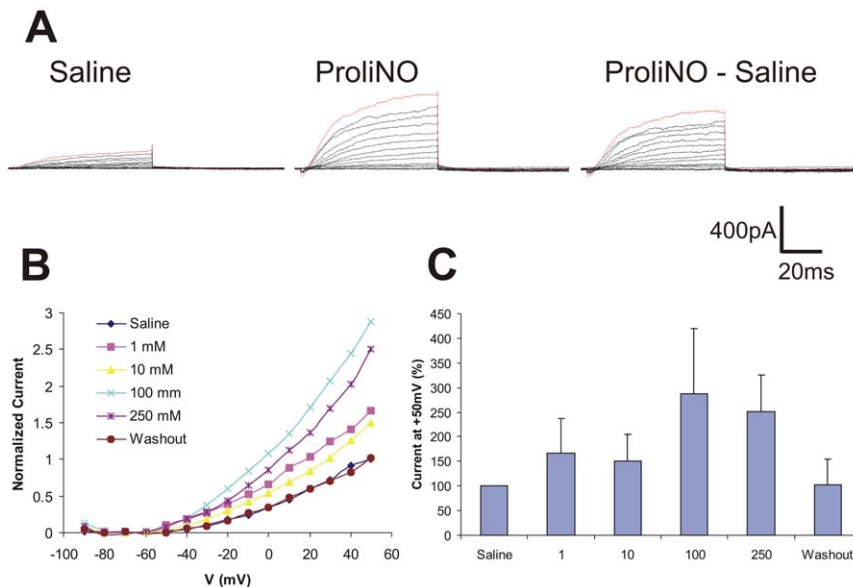 A
Saline
ProliNO
ProliNO - Saline
400pA
20ms
B
Normalized Current
3
2.5
2
1.5
1
0.5
0
-100 -80 -60 -40 -20 0 20 40 60
V (mV)
Saline
1 mM
10 mM
100 mm
250 mM
Washout
C
Current at +50mV (%)
450
400
350
300
250
200
150
100
50
0
Saline 1 10 100 250 Washout